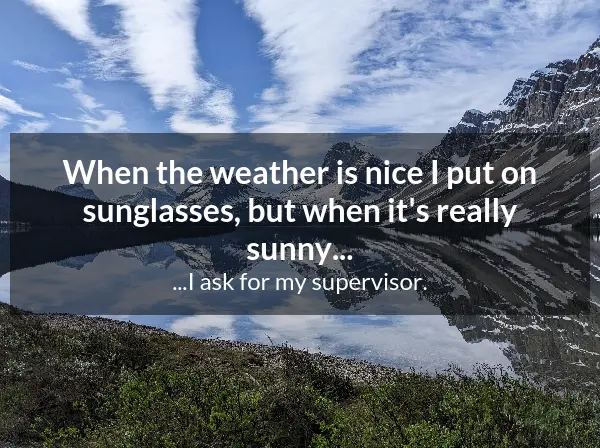 When the weather is nice I put on
sunglasses, but when it's really
sunny...
...I ask for my supervisor.